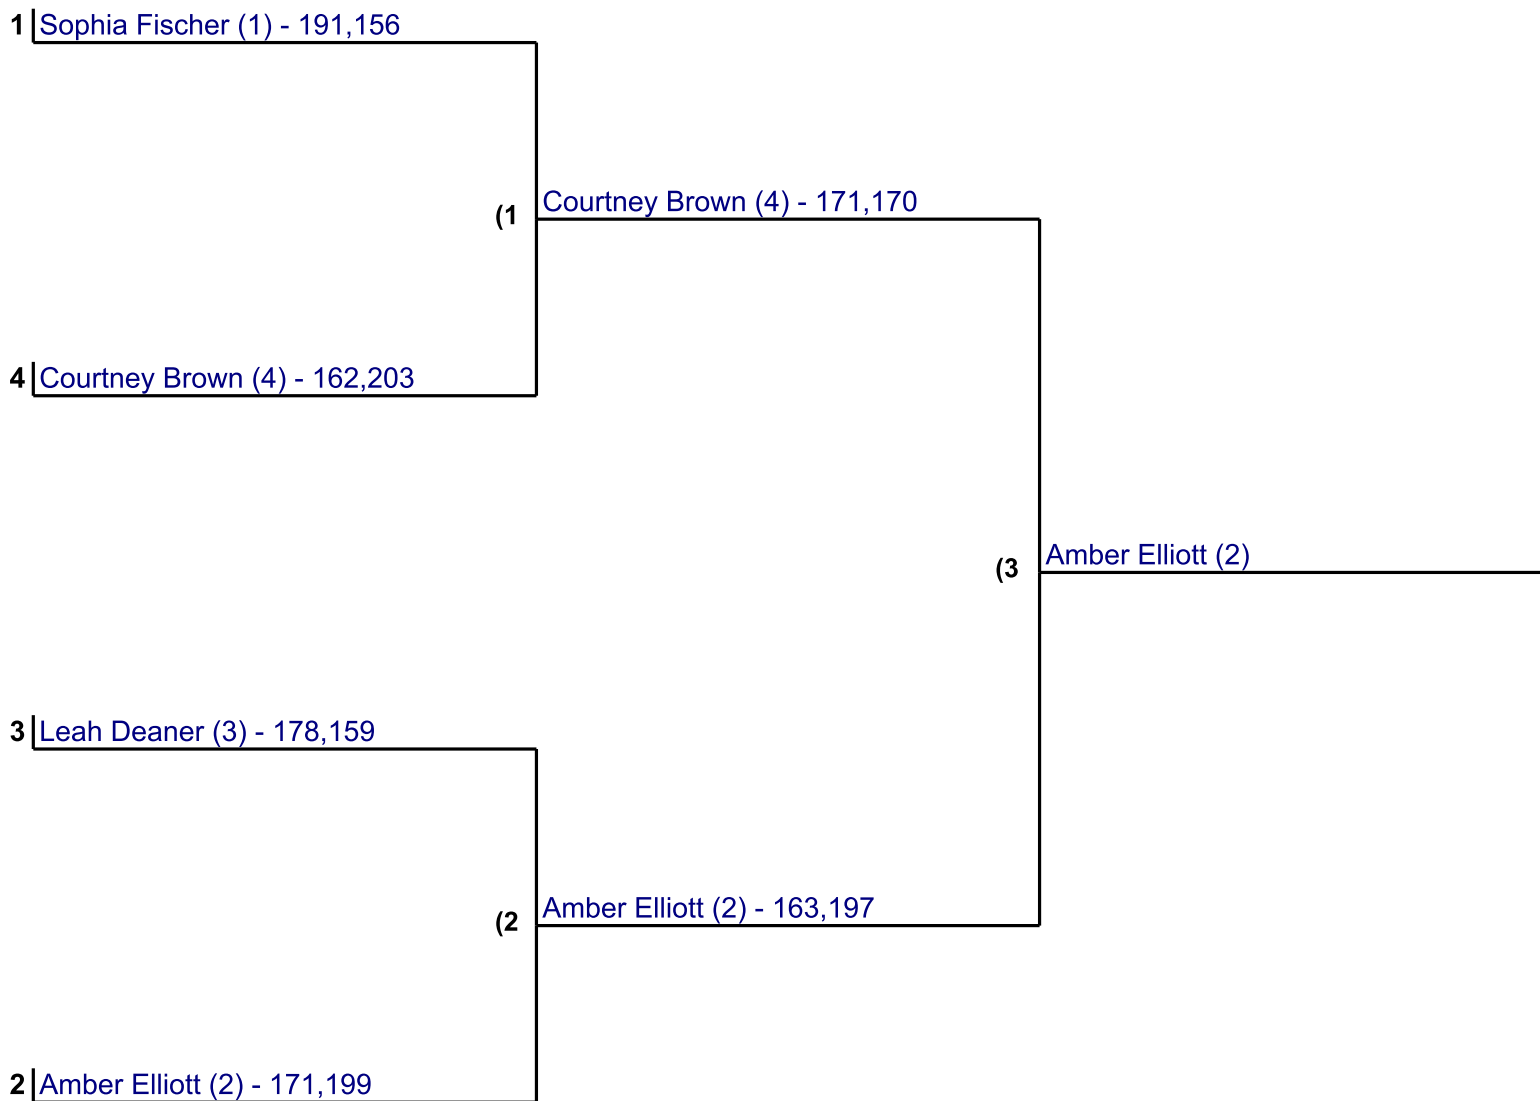 1 Sophia Fischer (1) - 191,156
(1 Courtney Brown (4) - 171,170
4 Courtney Brown (4) - 162,203
(3 Amber Elliott (2)
3 Leah Deaner (3) - 178,159
(2 Amber Elliott (2) - 163,197
2 Amber Elliott (2) - 171,199